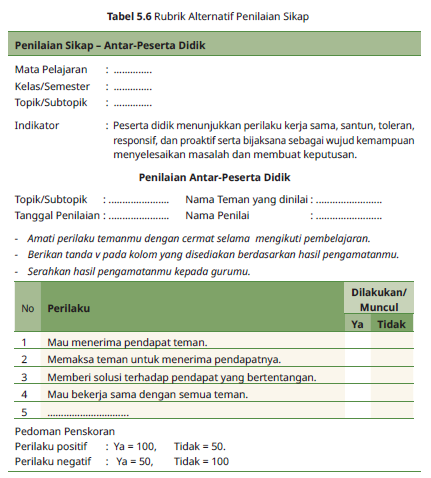 Tabel 5.6 Rubrik Alternatif Penilaian Sikap
Penilaian Sikap – Antar-Peserta Didik
Mata Pelajaran : ..............
Kelas/Semester : ..............
Topik/Subtopik : ..............
Indikator : Peserta didik menunjukkan perilaku kerja sama, santun, toleran,
responsif, dan proaktif serta bijaksana sebagai wujud kemampuan
menyelesaikan masalah dan membuat keputusan.
Penilaian Antar-Peserta Didik
Topik/Subtopik : ...................... Nama Teman yang dinilai : ........................
Tanggal Penilaian : ...................... Nama Penilai : ........................
- Amati perilaku temanmu dengan cermat selama mengikuti pembelajaran.
- Berikan tanda v pada kolom yang disediakan berdasarkan hasil pengamatanmu.
- Serahkan hasil pengamatanmu kepada gurumu.
No Perilaku Dilakukan/
Muncul
Ya Tidak
1 Mau menerima pendapat teman.
2 Memaksa teman untuk menerima pendapatnya.
3 Memberi solusi terhadap pendapat yang bertentangan.
4 Mau bekerja sama dengan semua teman.
5 ..............................
Pedoman Penskoran
Perilaku positif : Ya = 100, Tidak = 50.
Perilaku negatif : Ya = 50, Tidak = 100